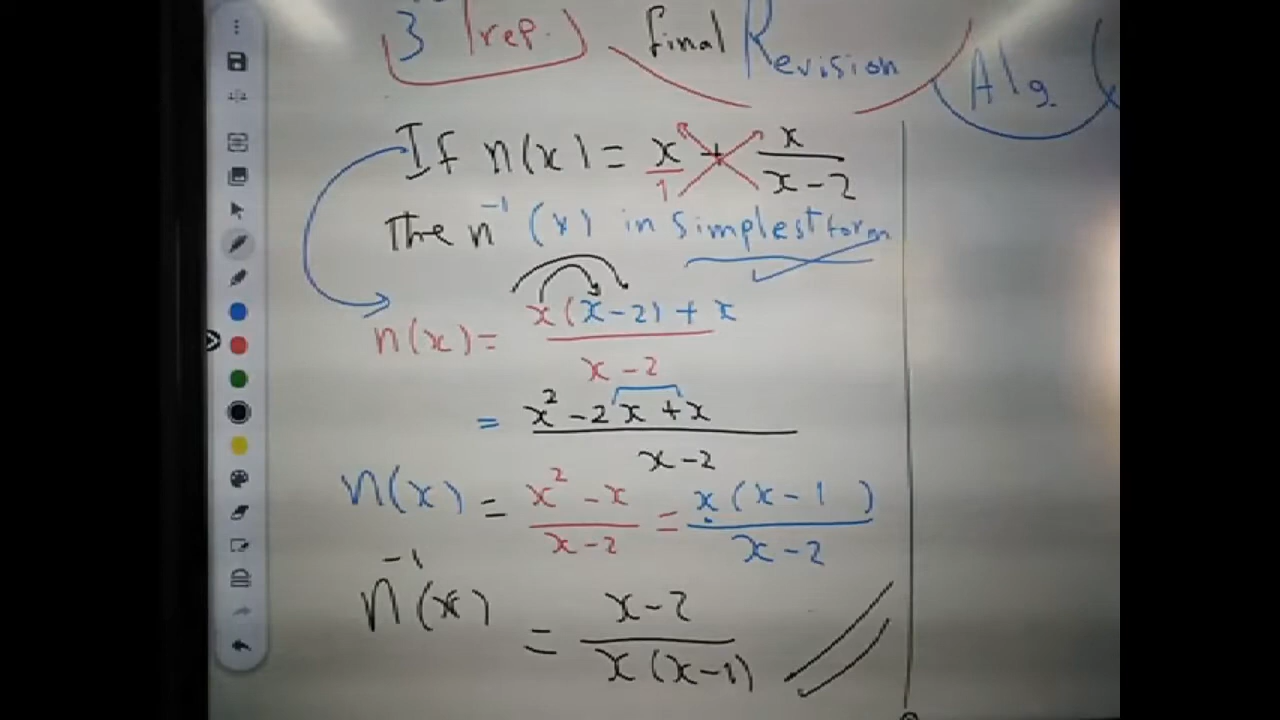 3 Prep. Final Revision Alg
If n(x) = x/1 + x/(x-2)
The n⁻¹ (x) in simplest form
n(x) = (x(x-2) + x)/(x-2)
= (x² - 2x + x)/(x-2)
n(x) = (x² - x)/(x-2) = (x(x-1))/(x-2)
n⁻¹(x) = (x-2)/(x(x-1))